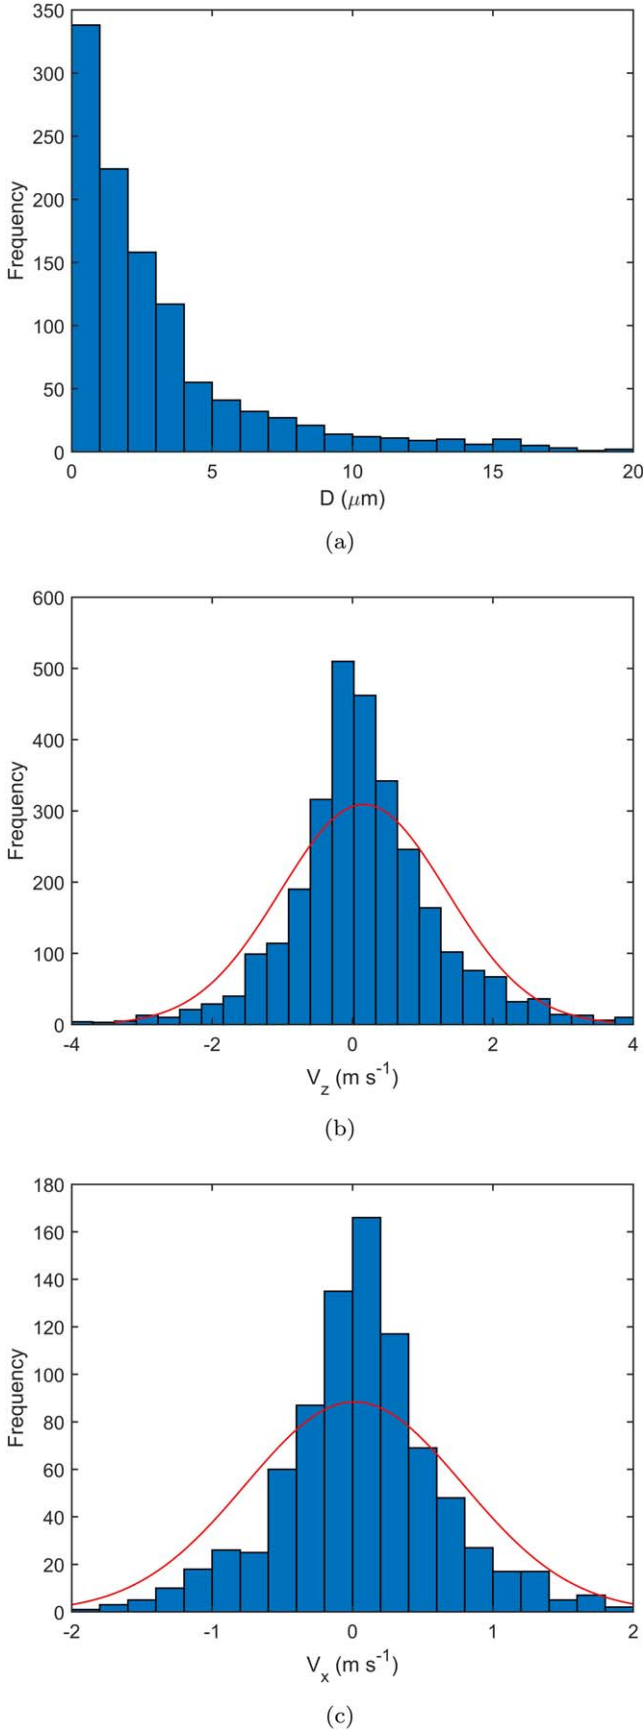 350
300
250
200
150
100
50
0
Frequency
0 5 10 15 20
D (μm)
(a)
600
500
400
300
200
100
0
Frequency
-4 -2 0 2 4
V_z (m s^-1)
(b)
180
160
140
120
100
80
60
40
20
0
Frequency
-2 -1 0 1 2
V_x (m s^-1)
(c)